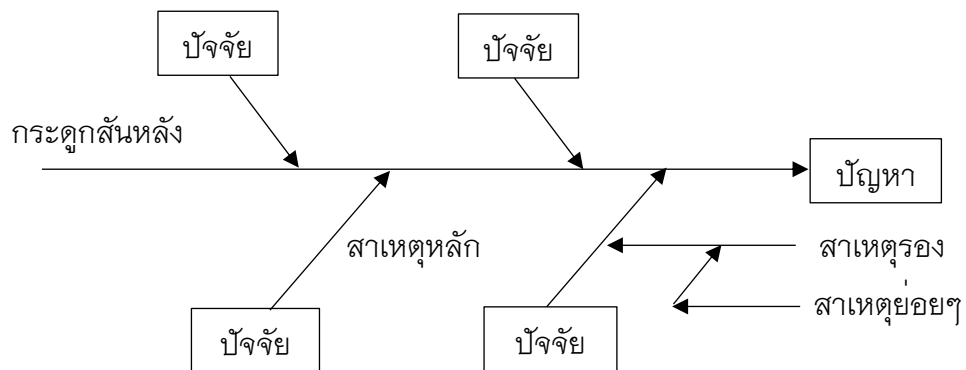 ปัจจัย
ปัจจัย
กระดูกสันหลัง
ปัญหา
สาเหตุหลัก
สาเหตุรอง
สาเหตุย่อยๆ
ปัจจัย
ปัจจัย